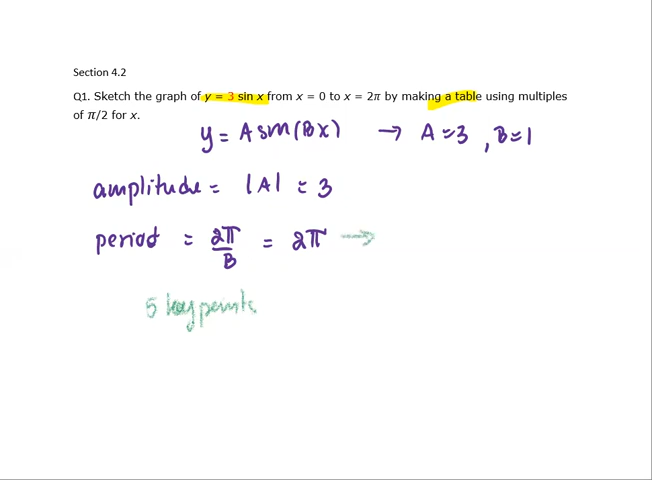 Section 4.2
Q1. Sketch the graph of y = 3 sin x from x = 0 to x = 2π by making a table using multiples
of π/2 for x.
y = A sin(Bx) → A = 3, B = 1
amplitude = |A| = 3
period = 2π/B = 2π →
5 key points